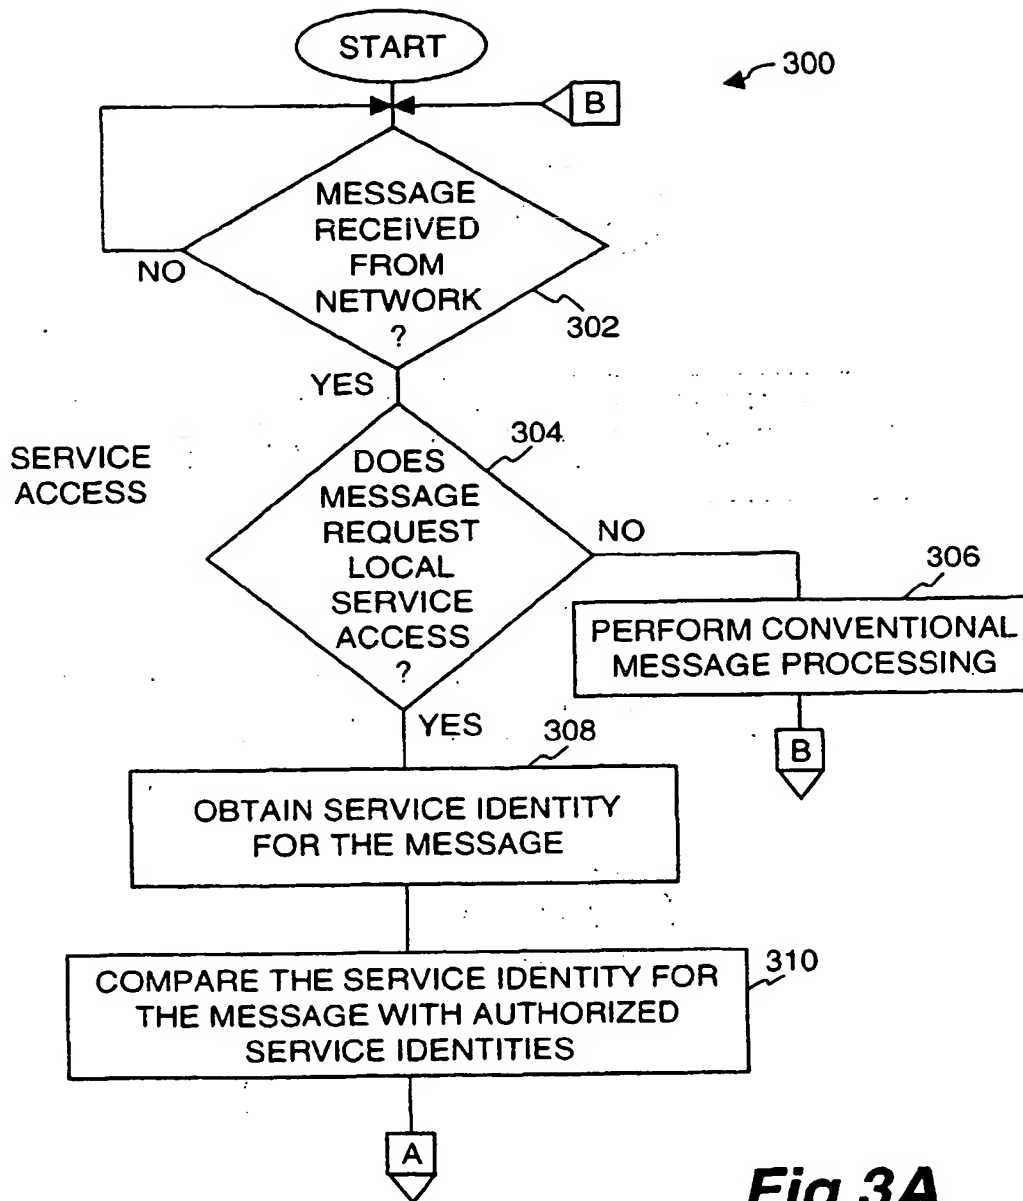 START
300
B
MESSAGE
RECEIVED
FROM
NETWORK
?
NO
302
YES
SERVICE
ACCESS
304
DOES
MESSAGE
REQUEST
LOCAL
SERVICE
ACCESS
?
NO
306
PERFORM CONVENTIONAL
MESSAGE PROCESSING
B
YES
308
OBTAIN SERVICE IDENTITY
FOR THE MESSAGE
310
COMPARE THE SERVICE IDENTITY FOR
THE MESSAGE WITH AUTHORIZED
SERVICE IDENTITIES
A
Fig 3A